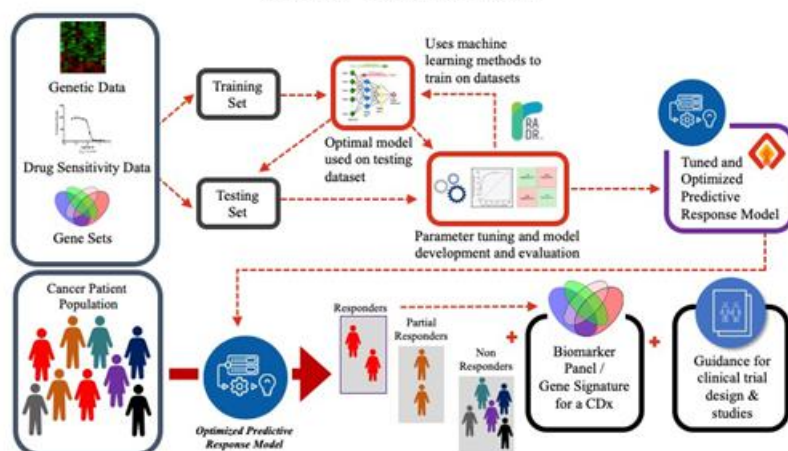 Genetic Data
Drug Sensitivity Data
Gene Sets
Training
Set
Testing
Set
Optimal model
used on testing
dataset
Uses machine
learning methods to
train on datasets
RA
DR.
Parameter tuning and model
development and evaluation
Tuned and
Optimized
Predictive
Response Model
Cancer Patient
Population
Optimized Predictive
Response Model
Responders
Partial
Responders
Non
Responders
Biomarker
Panel /
Gene Signature
for a CDx
Guidance for
clinical trial
design &
studies